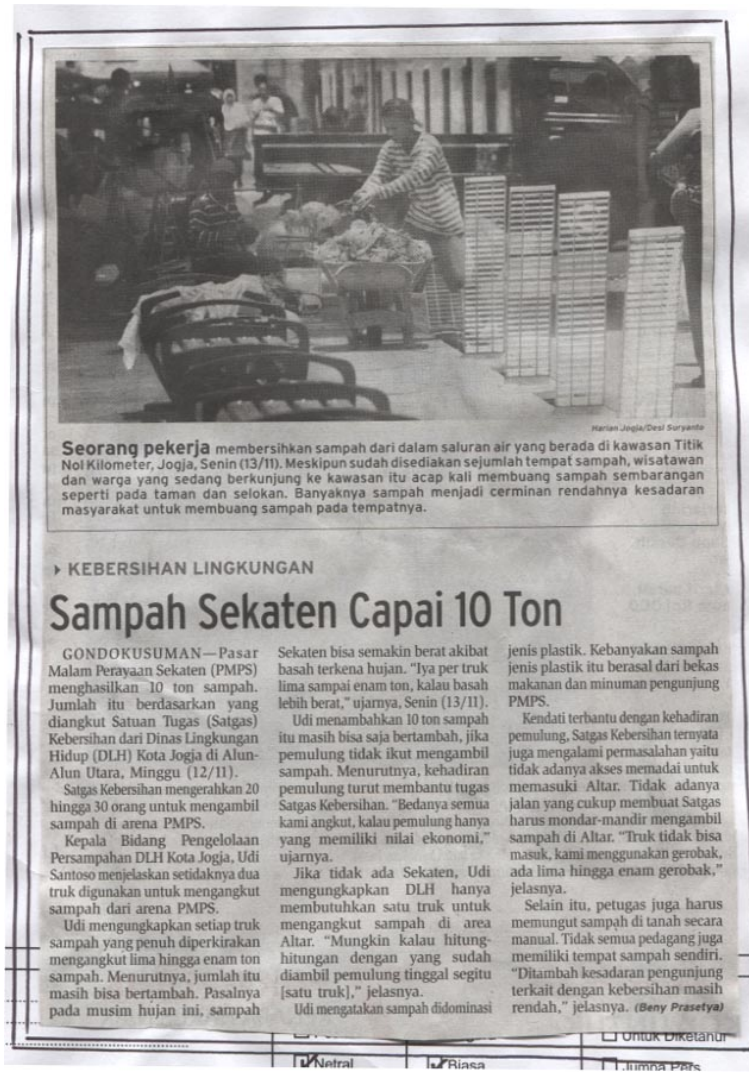 Harian Jogja/Desi Suryanto
Seorang pekerja membersihkan sampah dari dalam saluran air yang berada di kawasan Titik
Nol Kilometer, Jogja, Senin (13/11). Meskipun sudah disediakan sejumlah tempat sampah, wisatawan
dan warga yang sedang berkunjung ke kawasan itu acap kali membuang sampah sembarangan
seperti pada taman dan selokan. Banyaknya sampah menjadi cerminan rendahnya kesadaran
masyarakat untuk membuang sampah pada tempatnya.
KEBERSIHAN LINGKUNGAN
Sampah Sekaten Capai 10 Ton
GONDOKUSUMAN—Pasar
Malam Perayaan Sekaten (PMPS)
menghasilkan 10 ton sampah.
Jumlah itu berdasarkan yang
diangkut Satuan Tugas (Satgas)
Kebersihan dari Dinas Lingkungan
Hidup (DLH) Kota Jogja di Alun-
Alun Utara, Minggu (12/11).
Satgas Kebersihan mengerahkan 20
hingga 30 orang untuk mengambil
sampah di arena PMPS.
Kepala Bidang Pengelolaan
Persampahan DLH Kota Jogja, Udi
Santoso menjelaskan setidaknya dua
truk digunakan untuk mengangkut
sampah dari arena PMPS.
Udi mengungkapkan setiap truk
sampah yang penuh diperkirakan
mengangkut lima hingga enam ton
sampah. Menurutnya, jumlah itu
masih bisa bertambah. Pasalnya
pada musim hujan ini, sampah
Sekaten bisa semakin berat akibat
basah terkena hujan. "Iya per truk
lima sampai enam ton, kalau basah
lebih berat," ujarnya, Senin (13/11).
Udi menambahkan 10 ton sampah
itu masih bisa saja bertambah, jika
pemulung tidak ikut mengambil
sampah. Menurutnya, kehadiran
pemulung turut membantu tugas
Satgas Kebersihan. "Bedanya semua
kami angkut, kalau pemulung hanya
yang memiliki nilai ekonomi,"
ujarnya.
Jika tidak ada Sekaten, Udi
mengungkapkan DLH hanya
membutuhkan satu truk untuk
mengangkut sampah di area
Altar. "Mungkin kalau hitung-
hitungan dengan yang sudah
diambil pemulung tinggal segitu
[satu truk]," jelasnya.
Udi mengatakan sampah didominasi
jenis plastik. Kebanyakan sampah
jenis plastik itu berasal dari bekas
makanan dan minuman pengunjung
PMPS.
Kendati terbantu dengan kehadiran
pemulung, Satgas Kebersihan ternyata
juga mengalami permasalahan yaitu
tidak adanya akses memadai untuk
memasuki Altar. Tidak adanya
jalan yang cukup membuat Satgas
harus mondar-mandir mengambil
sampah di Altar. "Truk tidak bisa
masuk, kami menggunakan gerobak,
ada lima hingga enam gerobak,"
jelasnya.
Selain itu, petugas juga harus
memungut sampah di tanah secara
manual. Tidak semua pedagang juga
memiliki tempat sampah sendiri.
"Ditambah kesadaran pengunjung
terkait dengan kebersihan masih
rendah," jelasnya. (Beny Prasetya)
Untuk Diketahui
Netral Biasa Jumpa Pers